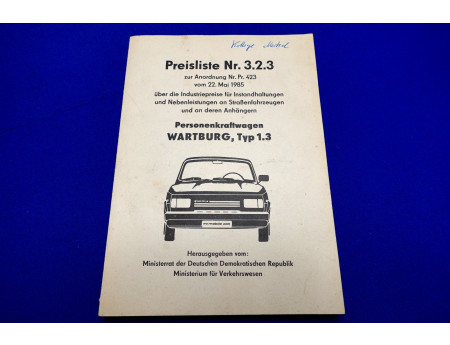 Preisliste Nr. 3.2.3
zur Anordnung Nr. Pr. 423
vom 22. Mai 1985
über die Industriepreise für Instandhaltungen
und Nebenleistungen an Straßenfahrzeugen
und an deren Anhängern
Personenkraftwagen
WARTBURG, Typ 1.3
Herausgegeben vom:
Ministerrat der Deutschen Demokratischen Republik
Ministerium für Verkehrswesen